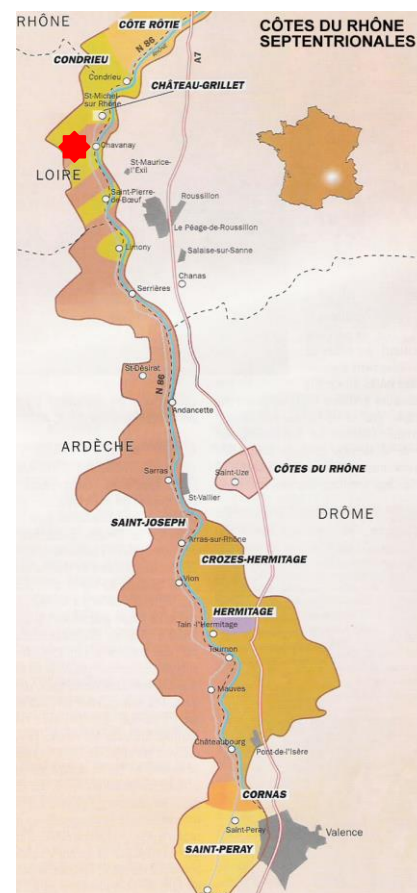 RHÔNE
CÔTES DU RHÔNE
SEPTENTRIONALES
CÔTE RÔTIE
N 86
A7
CONDRIEU
Condrieu
CHÂTEAU-GRILLET
St-Michel
sur Rhône
Chavanay
St-Maurice-
l'Exil
LOIRE
Saint-Pierre-
de-Bœuf
Roussillon
Le Péage-de-Roussillon
Limony
Salaise-sur-Sanne
Chanas
Serrières
St-Désirat
N 86
Andancette
ARDÈCHE
CÔTES DU RHÔNE
Saint-Uze
Sarras
St-Vallier
DRÔME
SAINT-JOSEPH
Arras-sur-Rhône
CROZES-HERMITAGE
Vion
HERMITAGE
Tain-l'Hermitage
Tournon
Mauves
Châteaubourg
Pont-de-l'Isère
CORNAS
Saint-Peray
Valence
SAINT-PERAY